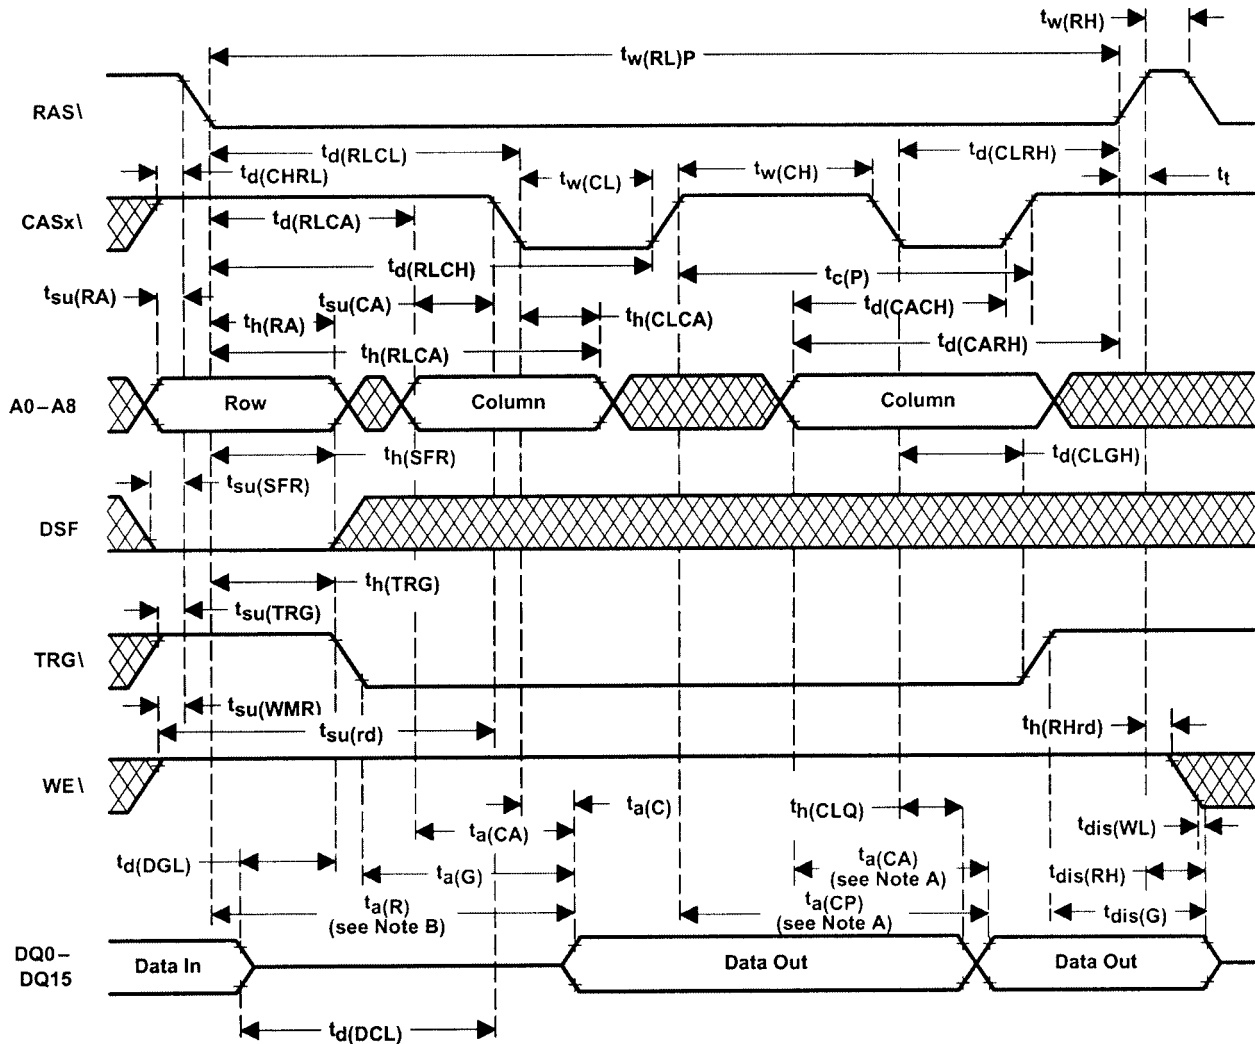 tw(RH)
tw(RL)P
RAS\
td(RLCL)
td(CLRH)
td(CHRL)
tw(CL)
tw(CH)
tt
CASx\
td(RLCA)
td(RLCH)
tc(P)
tsu(RA)
tsu(CA)
td(CACH)
th(RA)
th(CLCA)
th(RLCA)
td(CARH)
A0–A8
Row
Column
Column
th(SFR)
td(CLGH)
tsu(SFR)
DSF
th(TRG)
tsu(TRG)
TRG\
tsu(WMR)
tsu(rd)
th(RHrd)
WE\
ta(C)
th(CLQ)
ta(CA)
tdis(WL)
td(DGL)
ta(G)
ta(CA)
(see Note A)
tdis(RH)
ta(R)
(see Note B)
ta(CP)
(see Note A)
tdis(G)
DQ0–
DQ15
Data In
Data Out
Data Out
td(DCL)